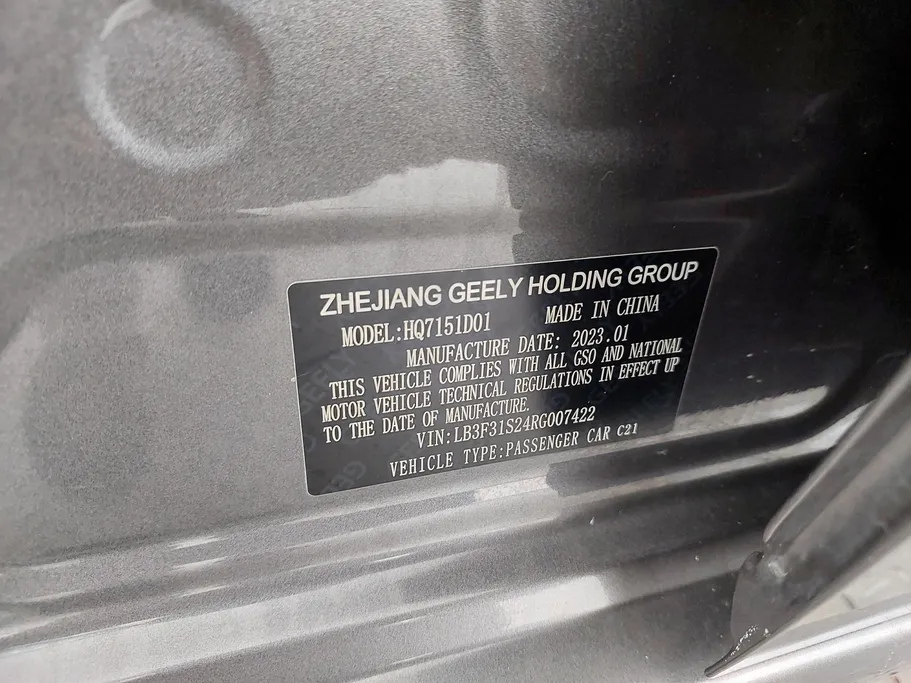 ZHEJIANG GEELY HOLDING GROUP
MODEL:HQ7151D01 MADE IN CHINA
MANUFACTURE DATE: 2023.01
THIS VEHICLE COMPLIES WITH ALL GSO AND NATIONAL
MOTOR VEHICLE TECHNICAL REGULATIONS IN EFFECT UP
TO THE DATE OF MANUFACTURE.
VIN:LB3F31S24RG007422
VEHICLE TYPE:PASSENGER CAR C21